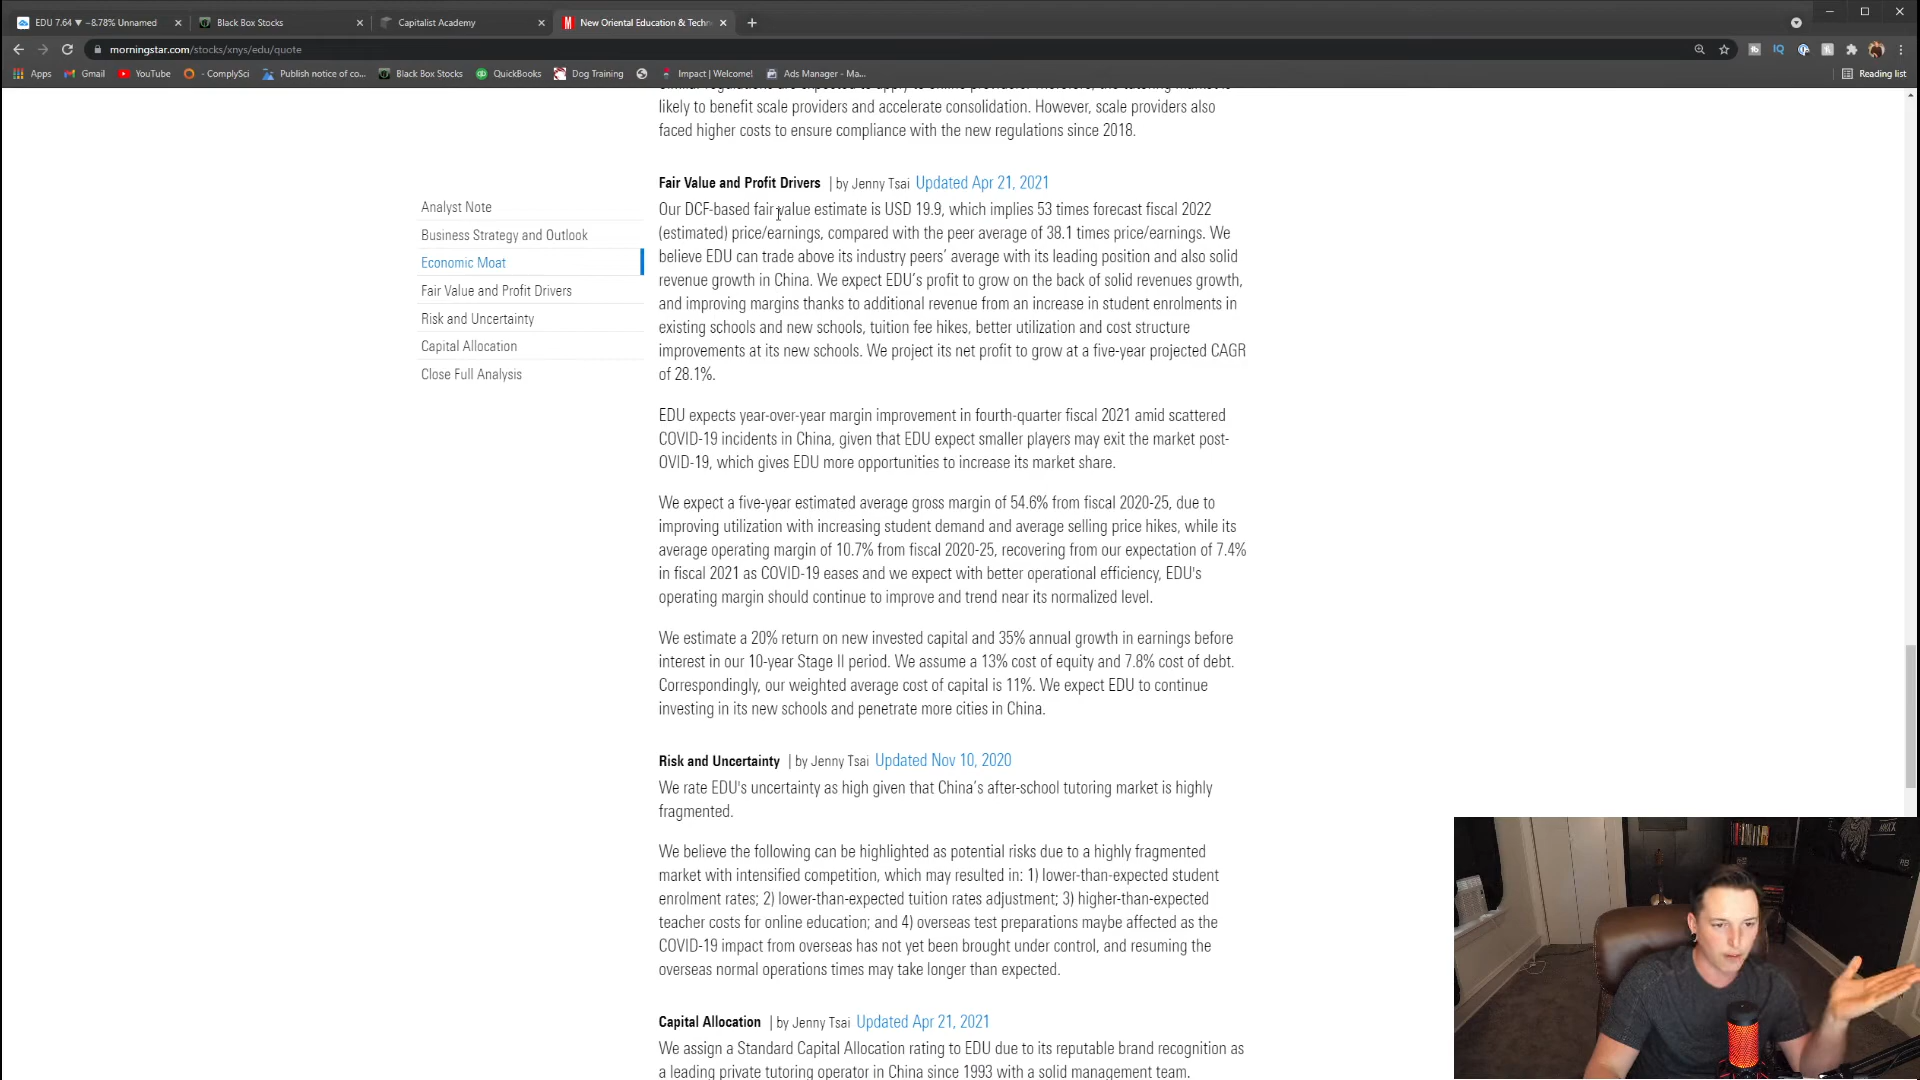 EDU 7.64 ▼ −8.78% Unnamed
Black Box Stocks
Capitalist Academy
New Oriental Education & Techn
morningstar.com/stocks/xnys/edu/quote
Apps
Gmail
YouTube
- ComplySci
Publish notice of co...
Black Box Stocks
QuickBooks
Dog Training
Impact | Welcome!
Ads Manager - Ma...
Reading list
likely to benefit scale providers and accelerate consolidation. However, scale providers also
faced higher costs to ensure compliance with the new regulations since 2018.
Analyst Note
Business Strategy and Outlook
Economic Moat
Fair Value and Profit Drivers
Risk and Uncertainty
Capital Allocation
Close Full Analysis
Fair Value and Profit Drivers | by Jenny Tsai Updated Apr 21, 2021
Our DCF-based fair value estimate is USD 19.9, which implies 53 times forecast fiscal 2022
(estimated) price/earnings, compared with the peer average of 38.1 times price/earnings. We
believe EDU can trade above its industry peers’ average with its leading position and also solid
revenue growth in China. We expect EDU’s profit to grow on the back of solid revenues growth,
and improving margins thanks to additional revenue from an increase in student enrolments in
existing schools and new schools, tuition fee hikes, better utilization and cost structure
improvements at its new schools. We project its net profit to grow at a five-year projected CAGR
of 28.1%.
EDU expects year-over-year margin improvement in fourth-quarter fiscal 2021 amid scattered
COVID-19 incidents in China, given that EDU expect smaller players may exit the market post-
OVID-19, which gives EDU more opportunities to increase its market share.
We expect a five-year estimated average gross margin of 54.6% from fiscal 2020-25, due to
improving utilization with increasing student demand and average selling price hikes, while its
average operating margin of 10.7% from fiscal 2020-25, recovering from our expectation of 7.4%
in fiscal 2021 as COVID-19 eases and we expect with better operational efficiency, EDU's
operating margin should continue to improve and trend near its normalized level.
We estimate a 20% return on new invested capital and 35% annual growth in earnings before
interest in our 10-year Stage II period. We assume a 13% cost of equity and 7.8% cost of debt.
Correspondingly, our weighted average cost of capital is 11%. We expect EDU to continue
investing in its new schools and penetrate more cities in China.
Risk and Uncertainty | by Jenny Tsai Updated Nov 10, 2020
We rate EDU's uncertainty as high given that China’s after-school tutoring market is highly
fragmented.
We believe the following can be highlighted as potential risks due to a highly fragmented
market with intensified competition, which may resulted in: 1) lower-than-expected student
enrolment rates; 2) lower-than-expected tuition rates adjustment; 3) higher-than-expected
teacher costs for online education; and 4) overseas test preparations maybe affected as the
COVID-19 impact from overseas has not yet been brought under control, and resuming the
overseas normal operations times may take longer than expected.
Capital Allocation | by Jenny Tsai Updated Apr 21, 2021
We assign a Standard Capital Allocation rating to EDU due to its reputable brand recognition as
a leading private tutoring operator in China since 1993 with a solid management team.